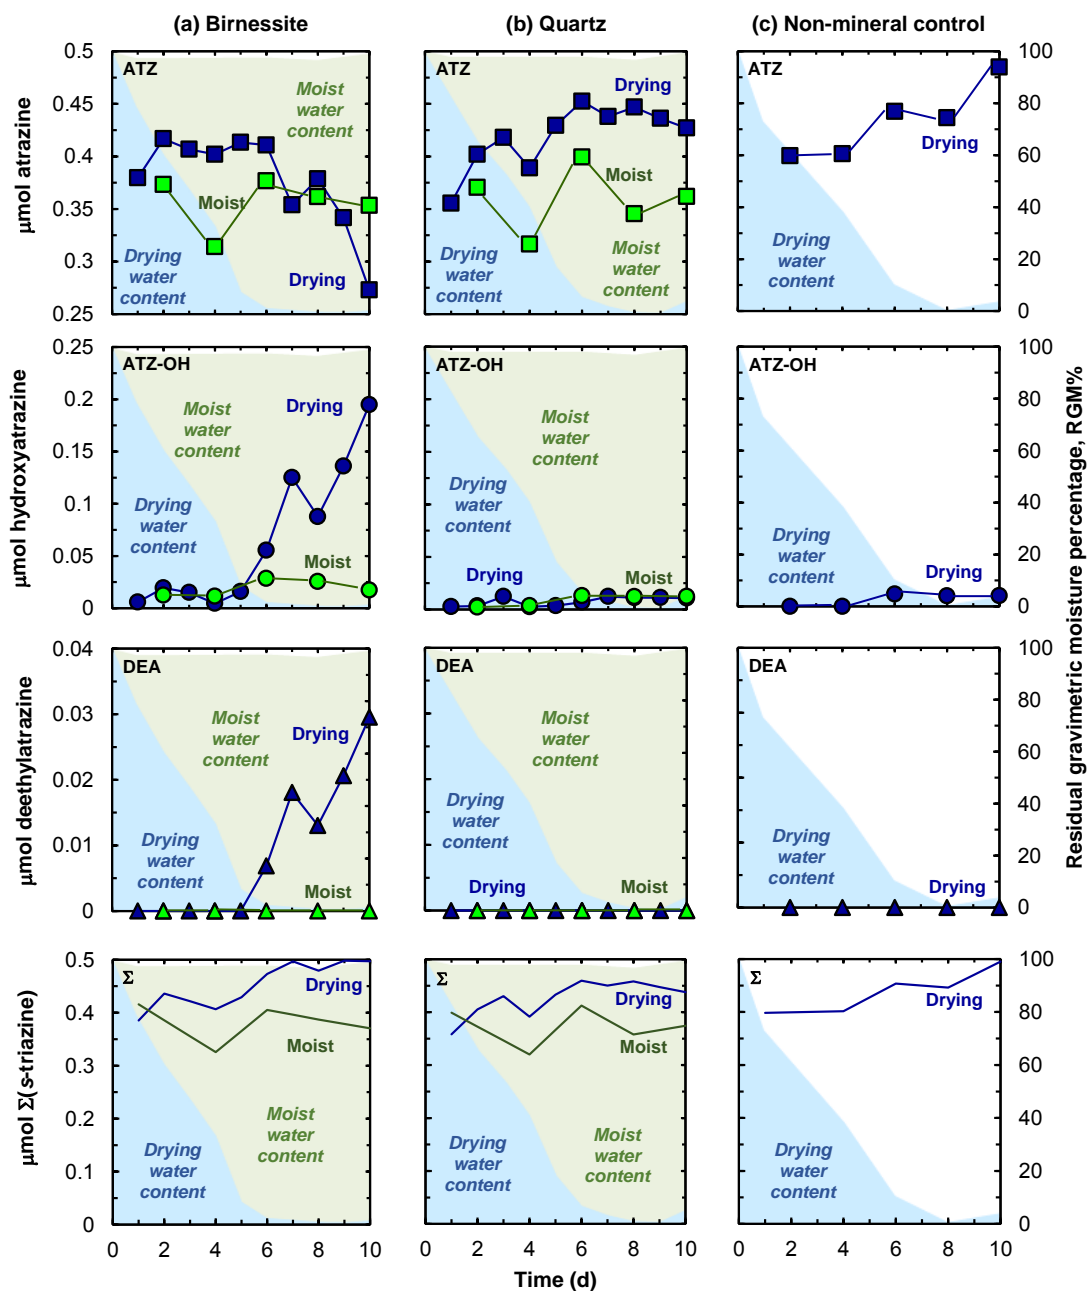 (a) Birnessite
(b) Quartz
(c) Non-mineral control
µmol atrazine
0.5
0.45
0.4
0.35
0.3
0.25
ATZ
Moist
water
content
Moist
Drying
water
content
Drying
ATZ
Drying
Moist
Drying
water
content
Moist
water
content
ATZ
Drying
Drying
water
content
100
80
60
40
20
0
µmol hydroxyatrazine
0.25
0.2
0.15
0.1
0.05
0
ATZ-OH
Drying
Moist
water
content
Drying
water
content
Moist
ATZ-OH
Moist
water
content
Drying
water
content
Drying
Moist
ATZ-OH
Drying
water
content
Drying
100
80
60
40
20
0
Residual gravimetric moisture percentage, RGM%
µmol deethylatrazine
0.04
0.03
0.02
0.01
0
DEA
Moist
water
content
Drying
Drying
water
content
Moist
DEA
Moist
water
content
Drying
water
content
Drying
Moist
DEA
Drying
water
content
Drying
100
80
60
40
20
0
µmol Σ(s-triazine)
0.5
0.4
0.3
0.2
0.1
0
Σ
Drying
Moist
Moist
water
content
Drying
water
content
Σ
Drying
Moist
Drying
water
content
Moist
water
content
Drying
Drying
water
content
100
80
60
40
20
0
0 2 4 6 8 10
0 2 4 6 8 10
0 2 4 6 8 10
Time (d)